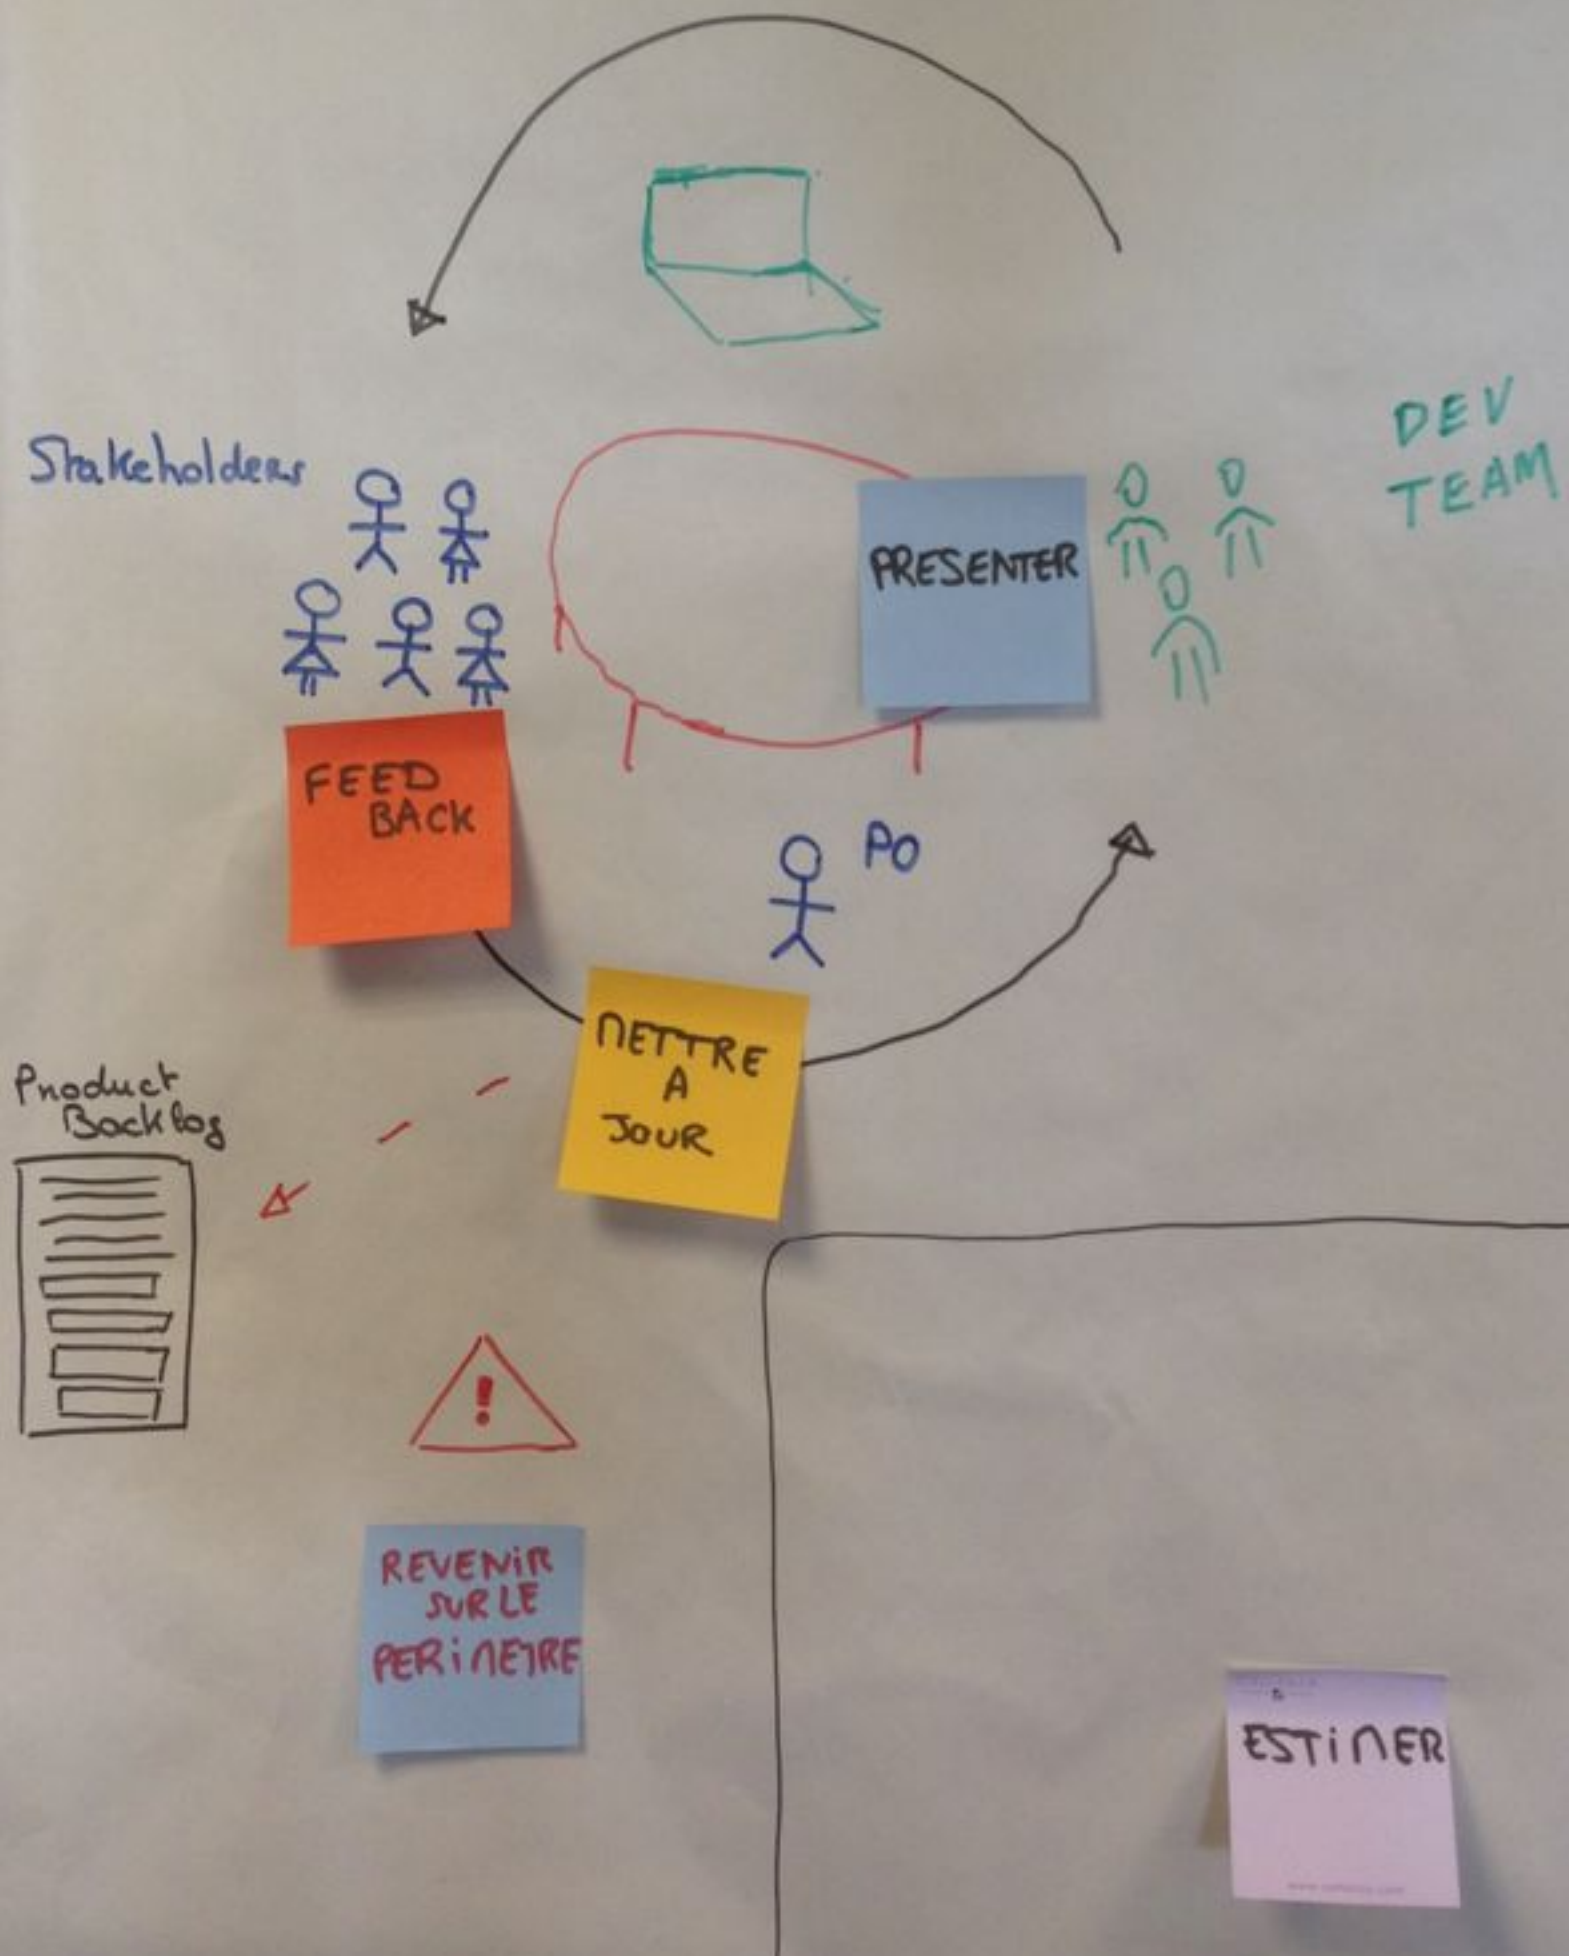 Stakeholders
DEV
TEAM
PRESENTER
FEED
BACK
PO
METTRE
A
JOUR
Product
Backlog
!
REVENIR
SUR LE
PERIMETRE
ESTIMER